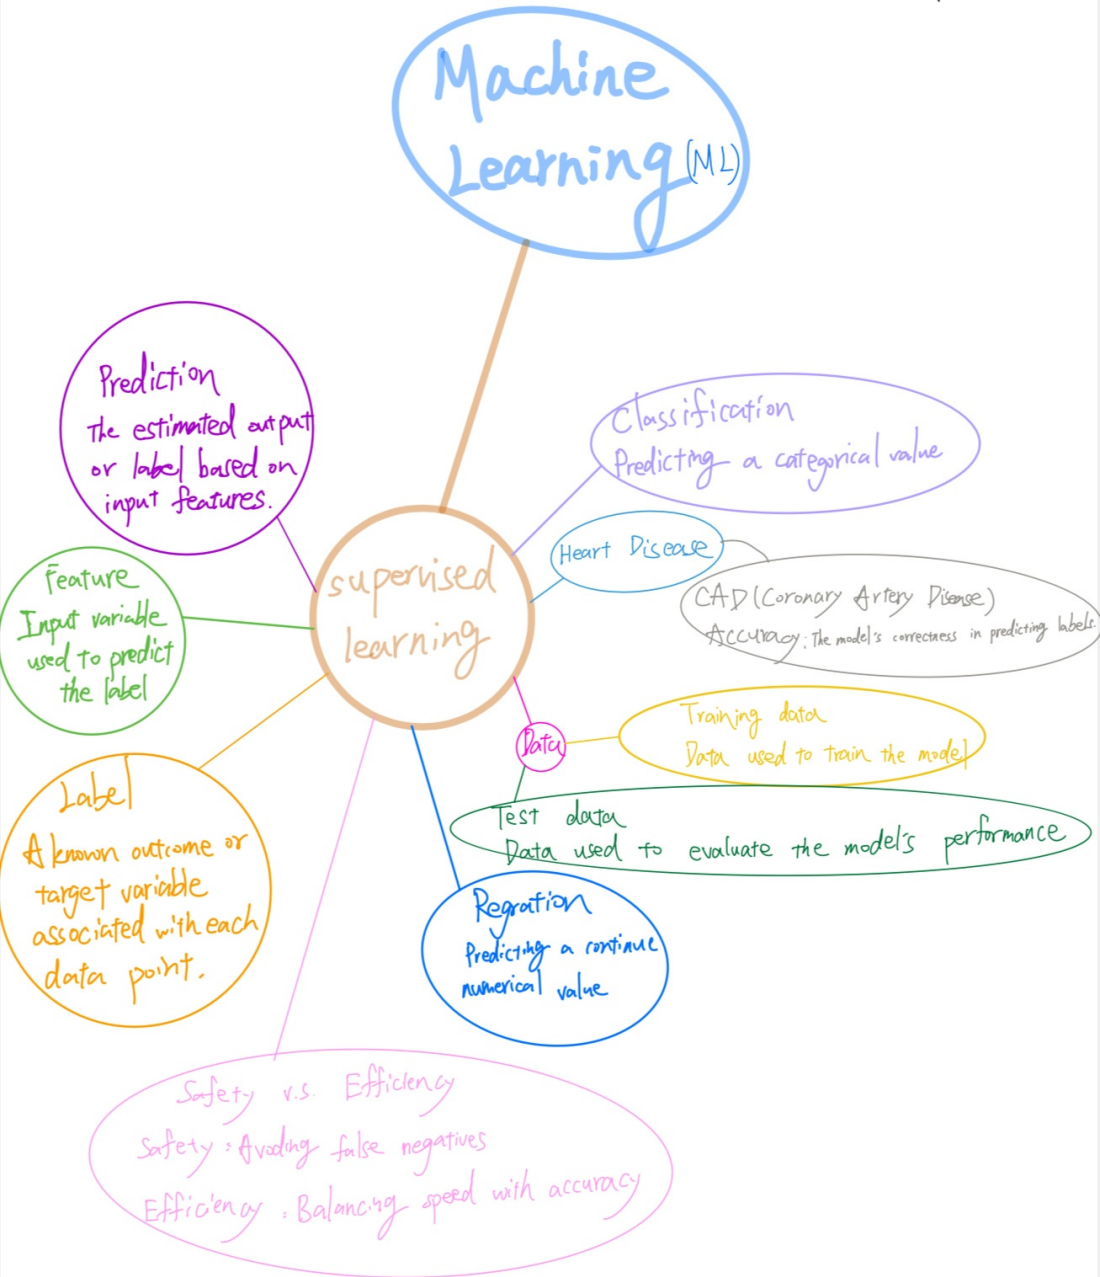 Machine
Learning (ML)
Prediction
The estimated output
or label based on
input features.
Classification
Predicting a categorical value
Heart Disease
CAD (Coronary Artery Disease)
Accuracy: The model's correctness in predicting labels.
supervised
learning
Feature
Input variable
used to predict
the label
Data
Training data
Data used to train the model
Test data
Data used to evaluate the model's performance
Label
A known outcome or
target variable
associated with each
data point.
Regration
Predicting a continue
numerical value
Safety v.s. Efficiency
Safety: Avoding false negatives
Efficiency: Balancing speed with accuracy